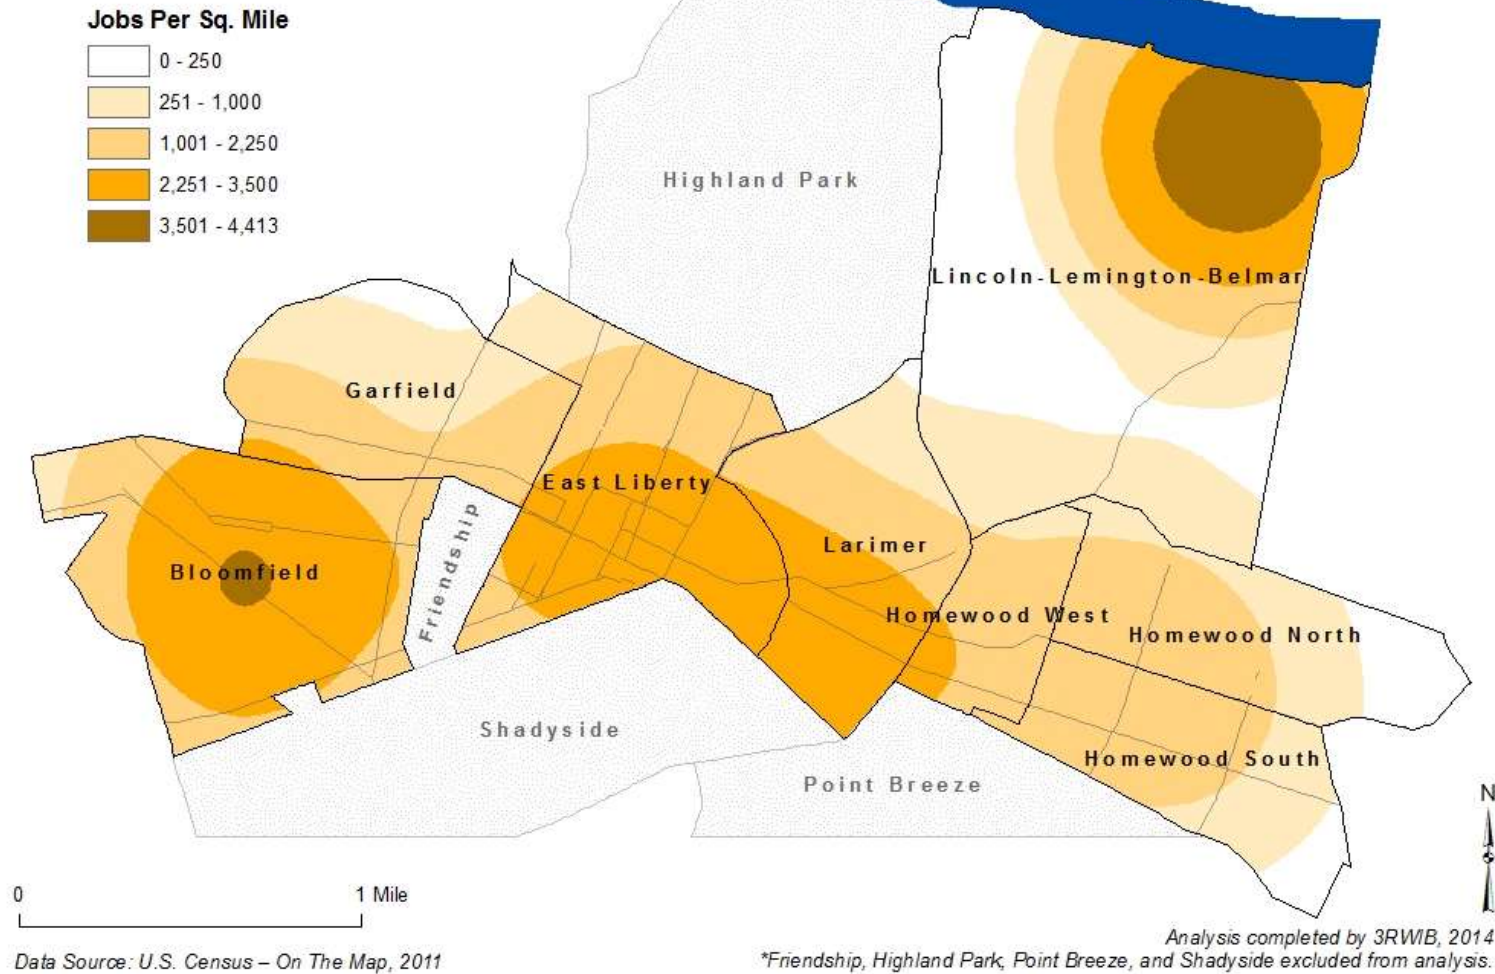 Jobs Per Sq. Mile
0 - 250
251 - 1,000
1,001 - 2,250
2,251 - 3,500
3,501 - 4,413
Highland Park
Lincoln-Lemington-Belmar
Garfield
East Liberty
Friendship
Larimer
Bloomfield
Homewood West
Homewood North
Shadyside
Homewood South
Point Breeze
N
0 1 Mile
Analysis completed by 3RWIB, 2014
Data Source: U.S. Census – On The Map, 2011
*Friendship, Highland Park, Point Breeze, and Shadyside excluded from analysis.